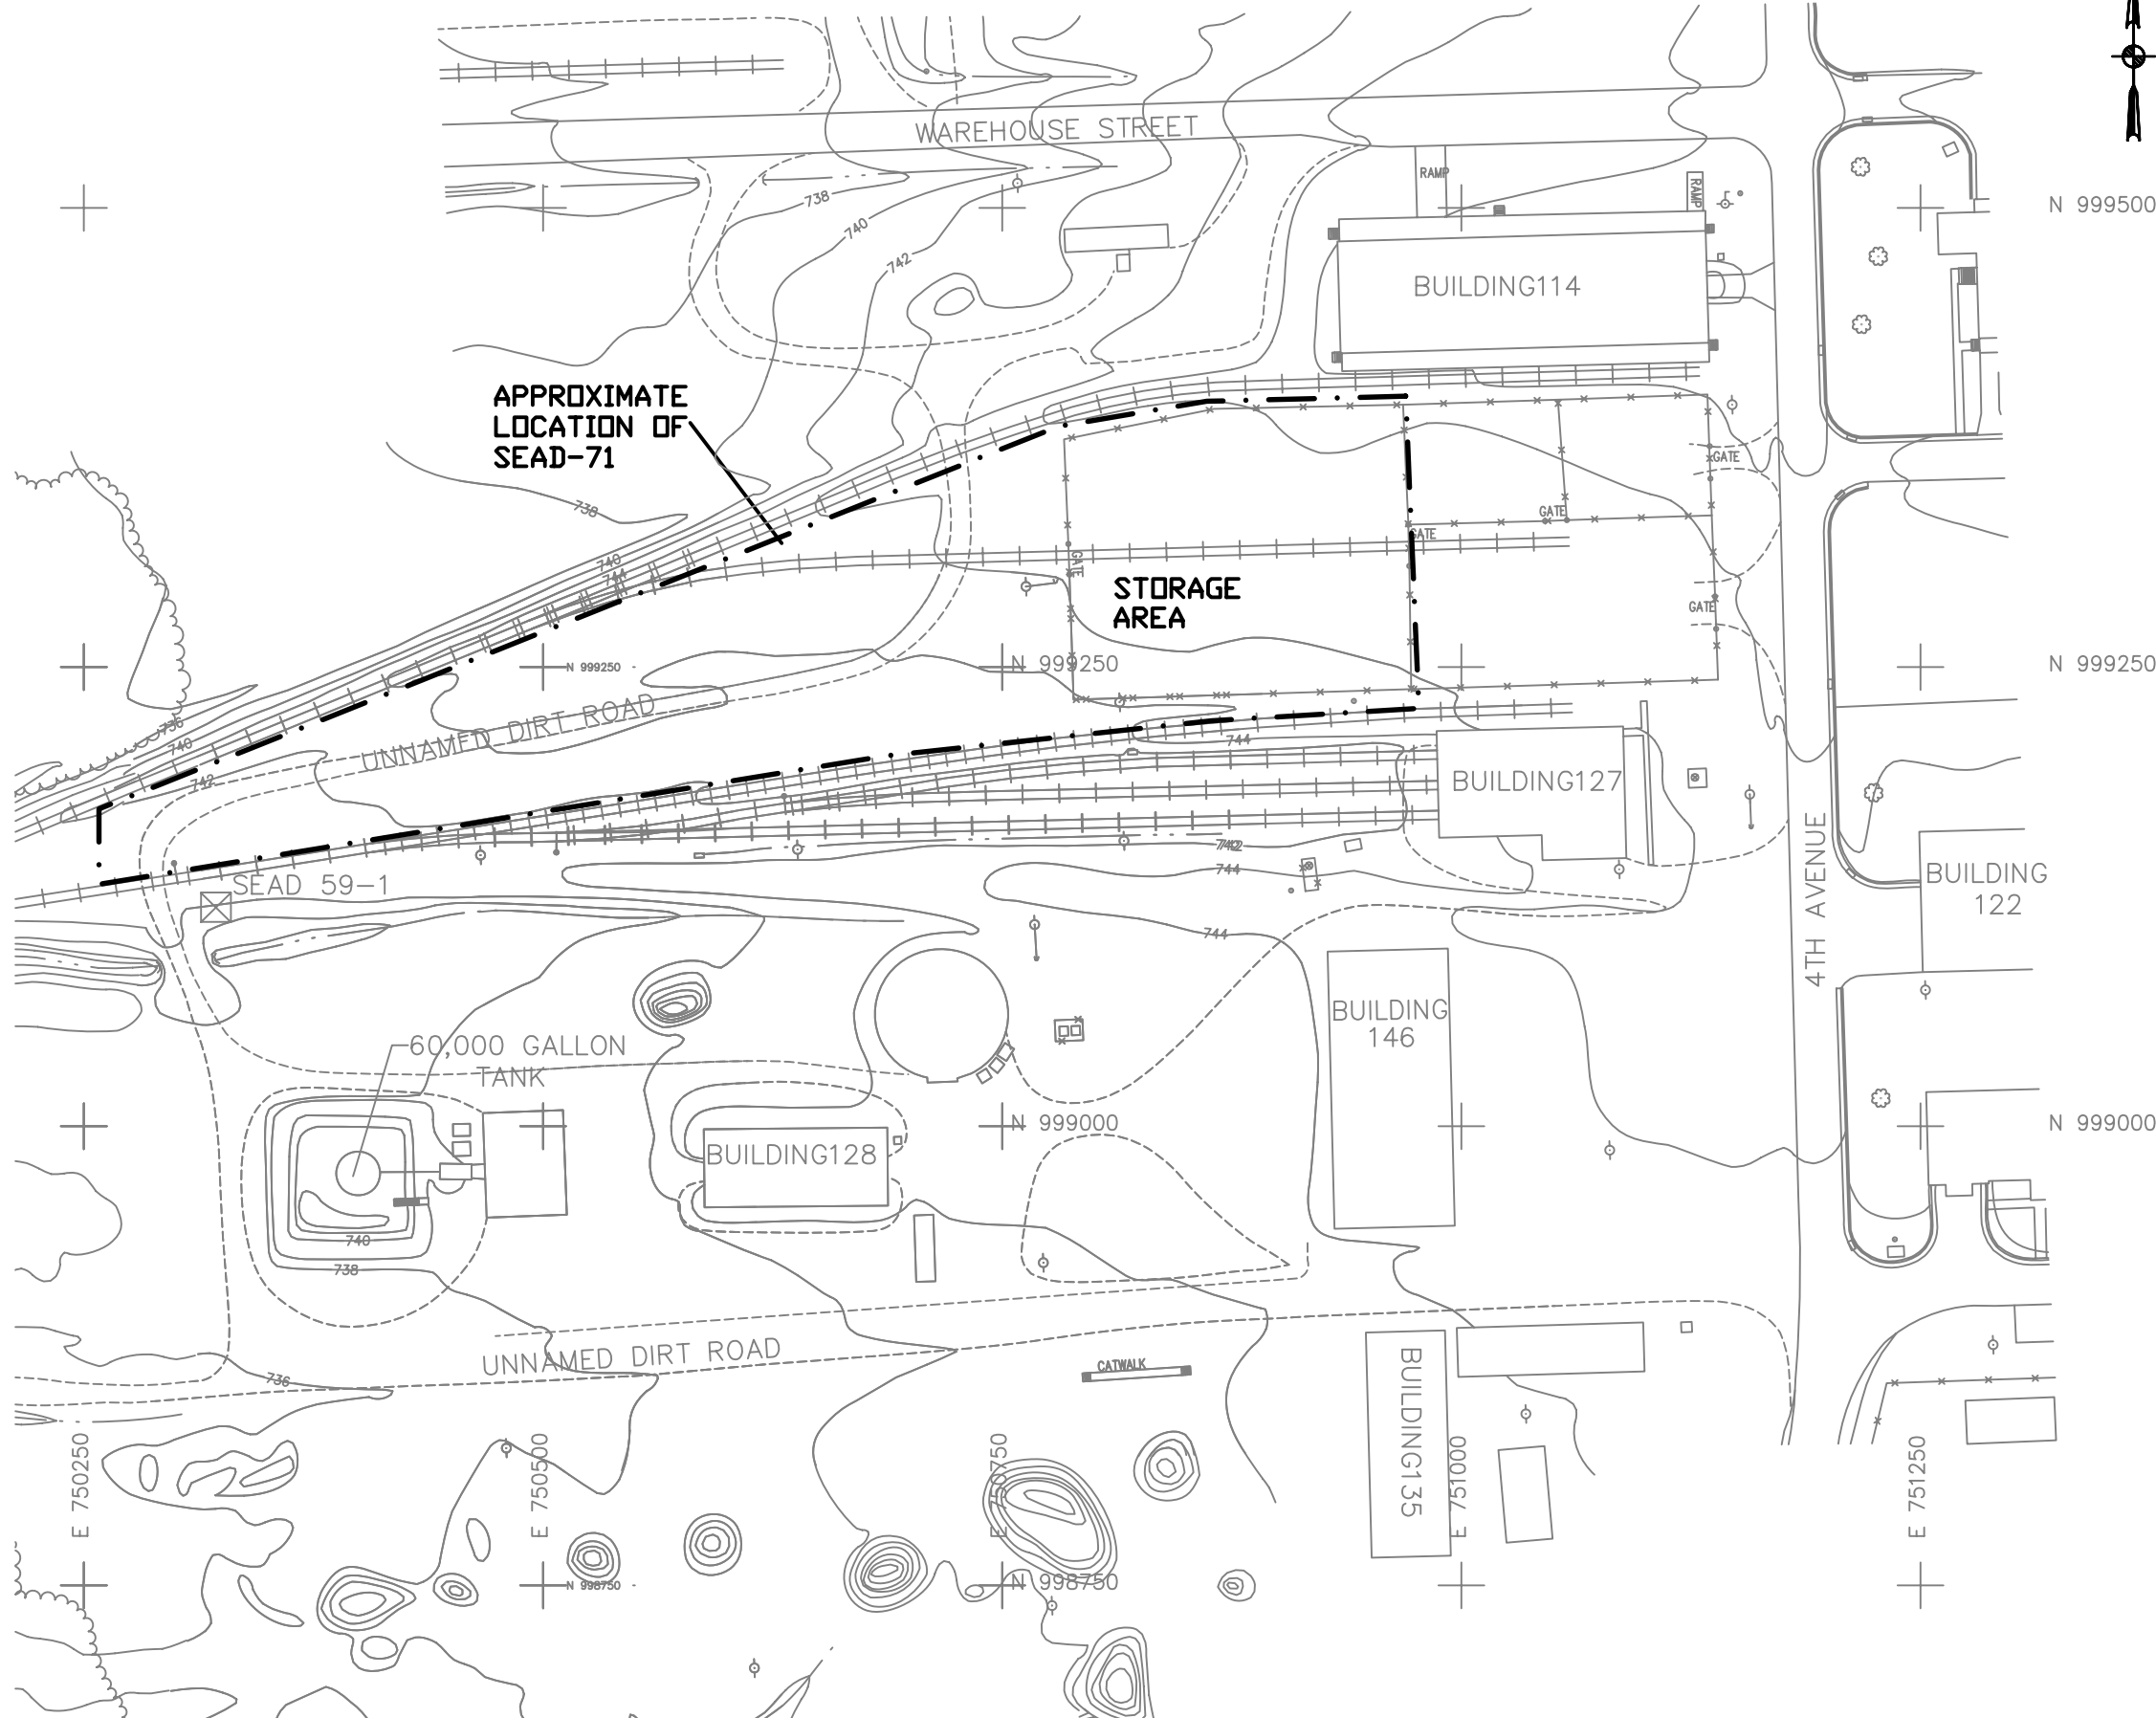 WAREHOUSE STREET
RAMP
RAMP
N 999500
738
740
742
BUILDING114
APPROXIMATE
LOCATION OF
SEAD-71
738
GATE
GATE
GATE
GATE
GATE
740
744
STORAGE
AREA
N 999250
N 999250
N 999250
UNNAMED DIRT ROAD
736
740
742
744
BUILDING127
742
744
SEAD 59-1
4TH AVENUE
BUILDING
122
744
BUILDING
146
60,000 GALLON
TANK
N 999000
N 999000
BUILDING128
740
738
UNNAMED DIRT ROAD
736
CATWALK
BUILDING135
E 750250
E 750500
E 750750
E 751000
E 751250
N 998750
N 998750